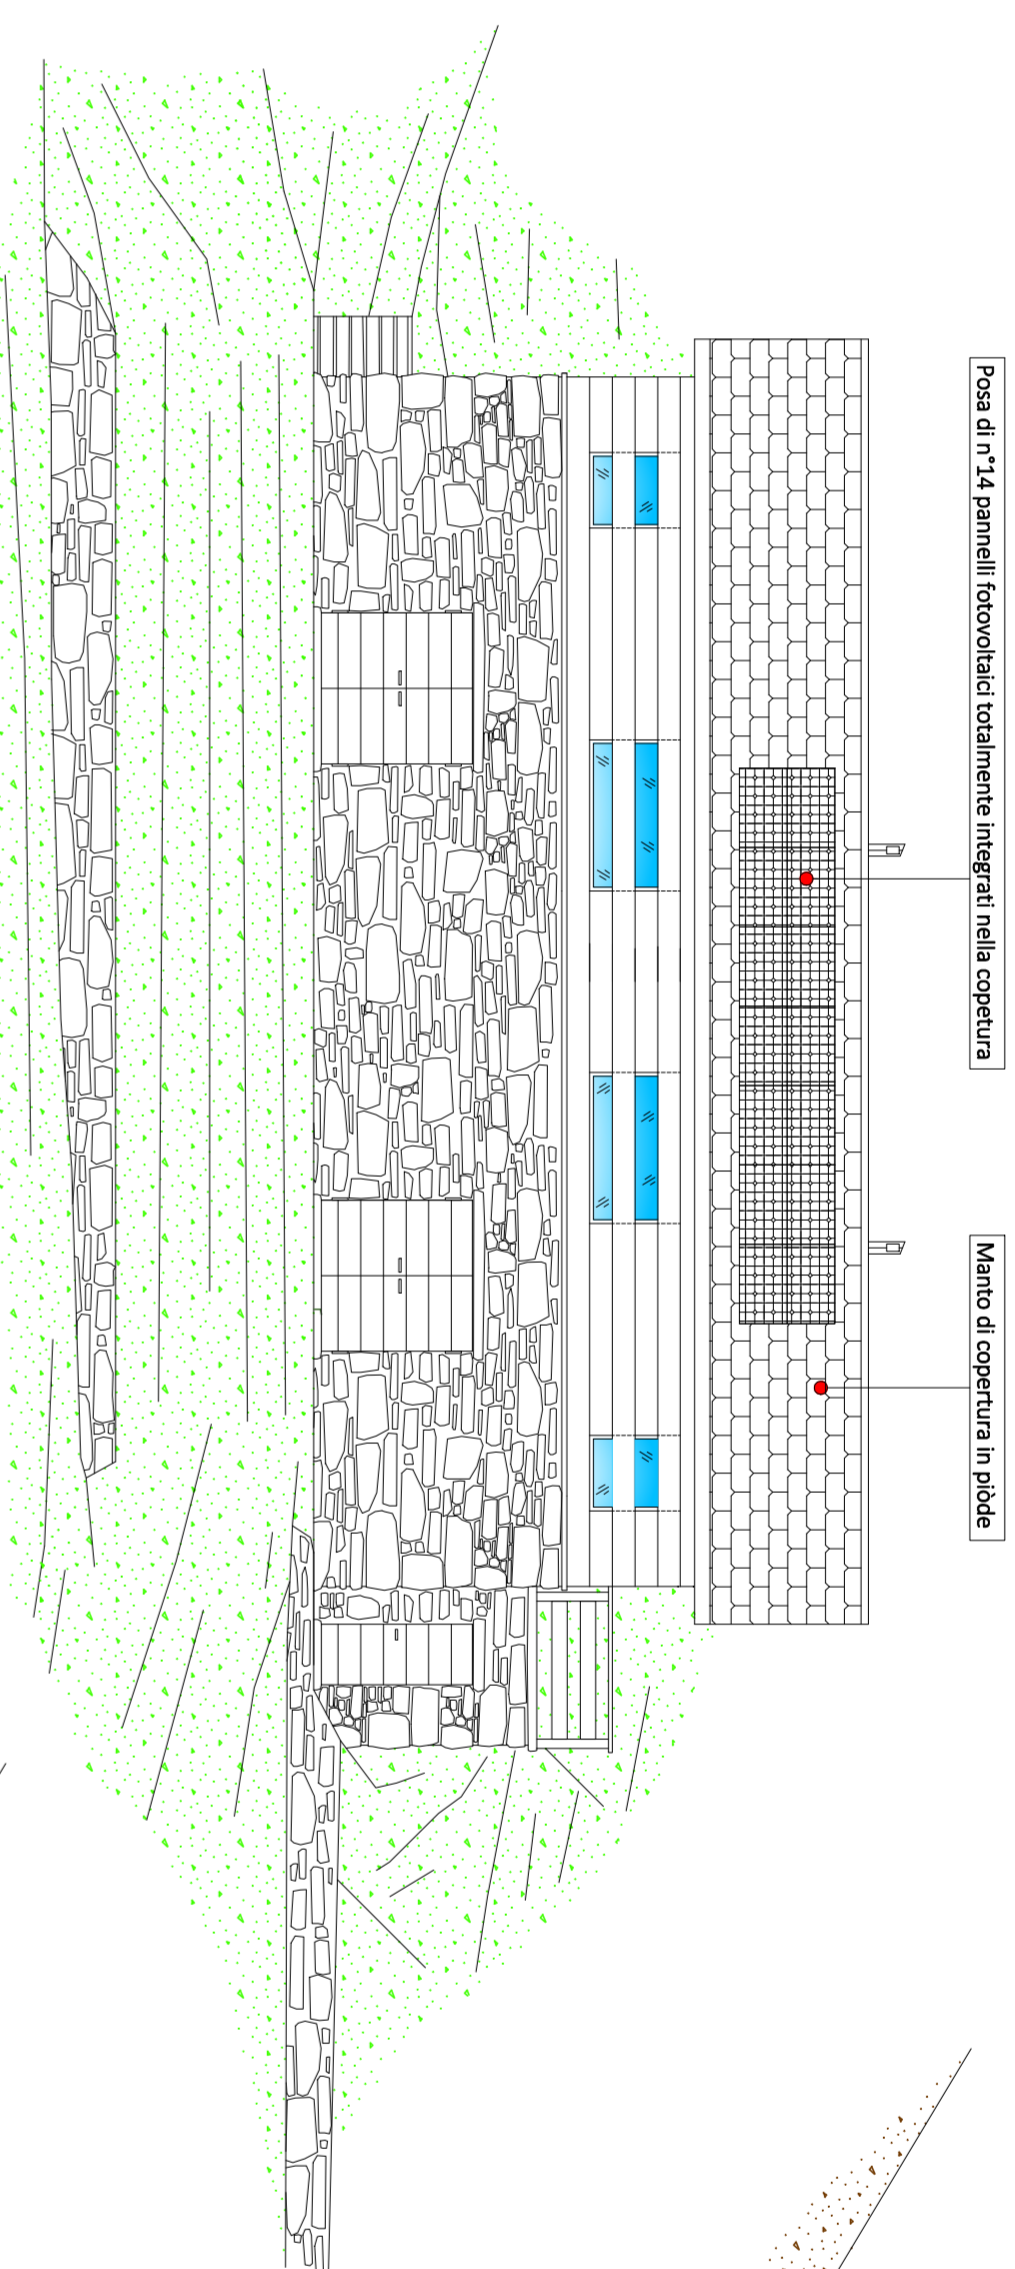 Posa di n°14 pannelli fotovoltaici totalmente integrati nella copetura
Manto di copertura in piòde